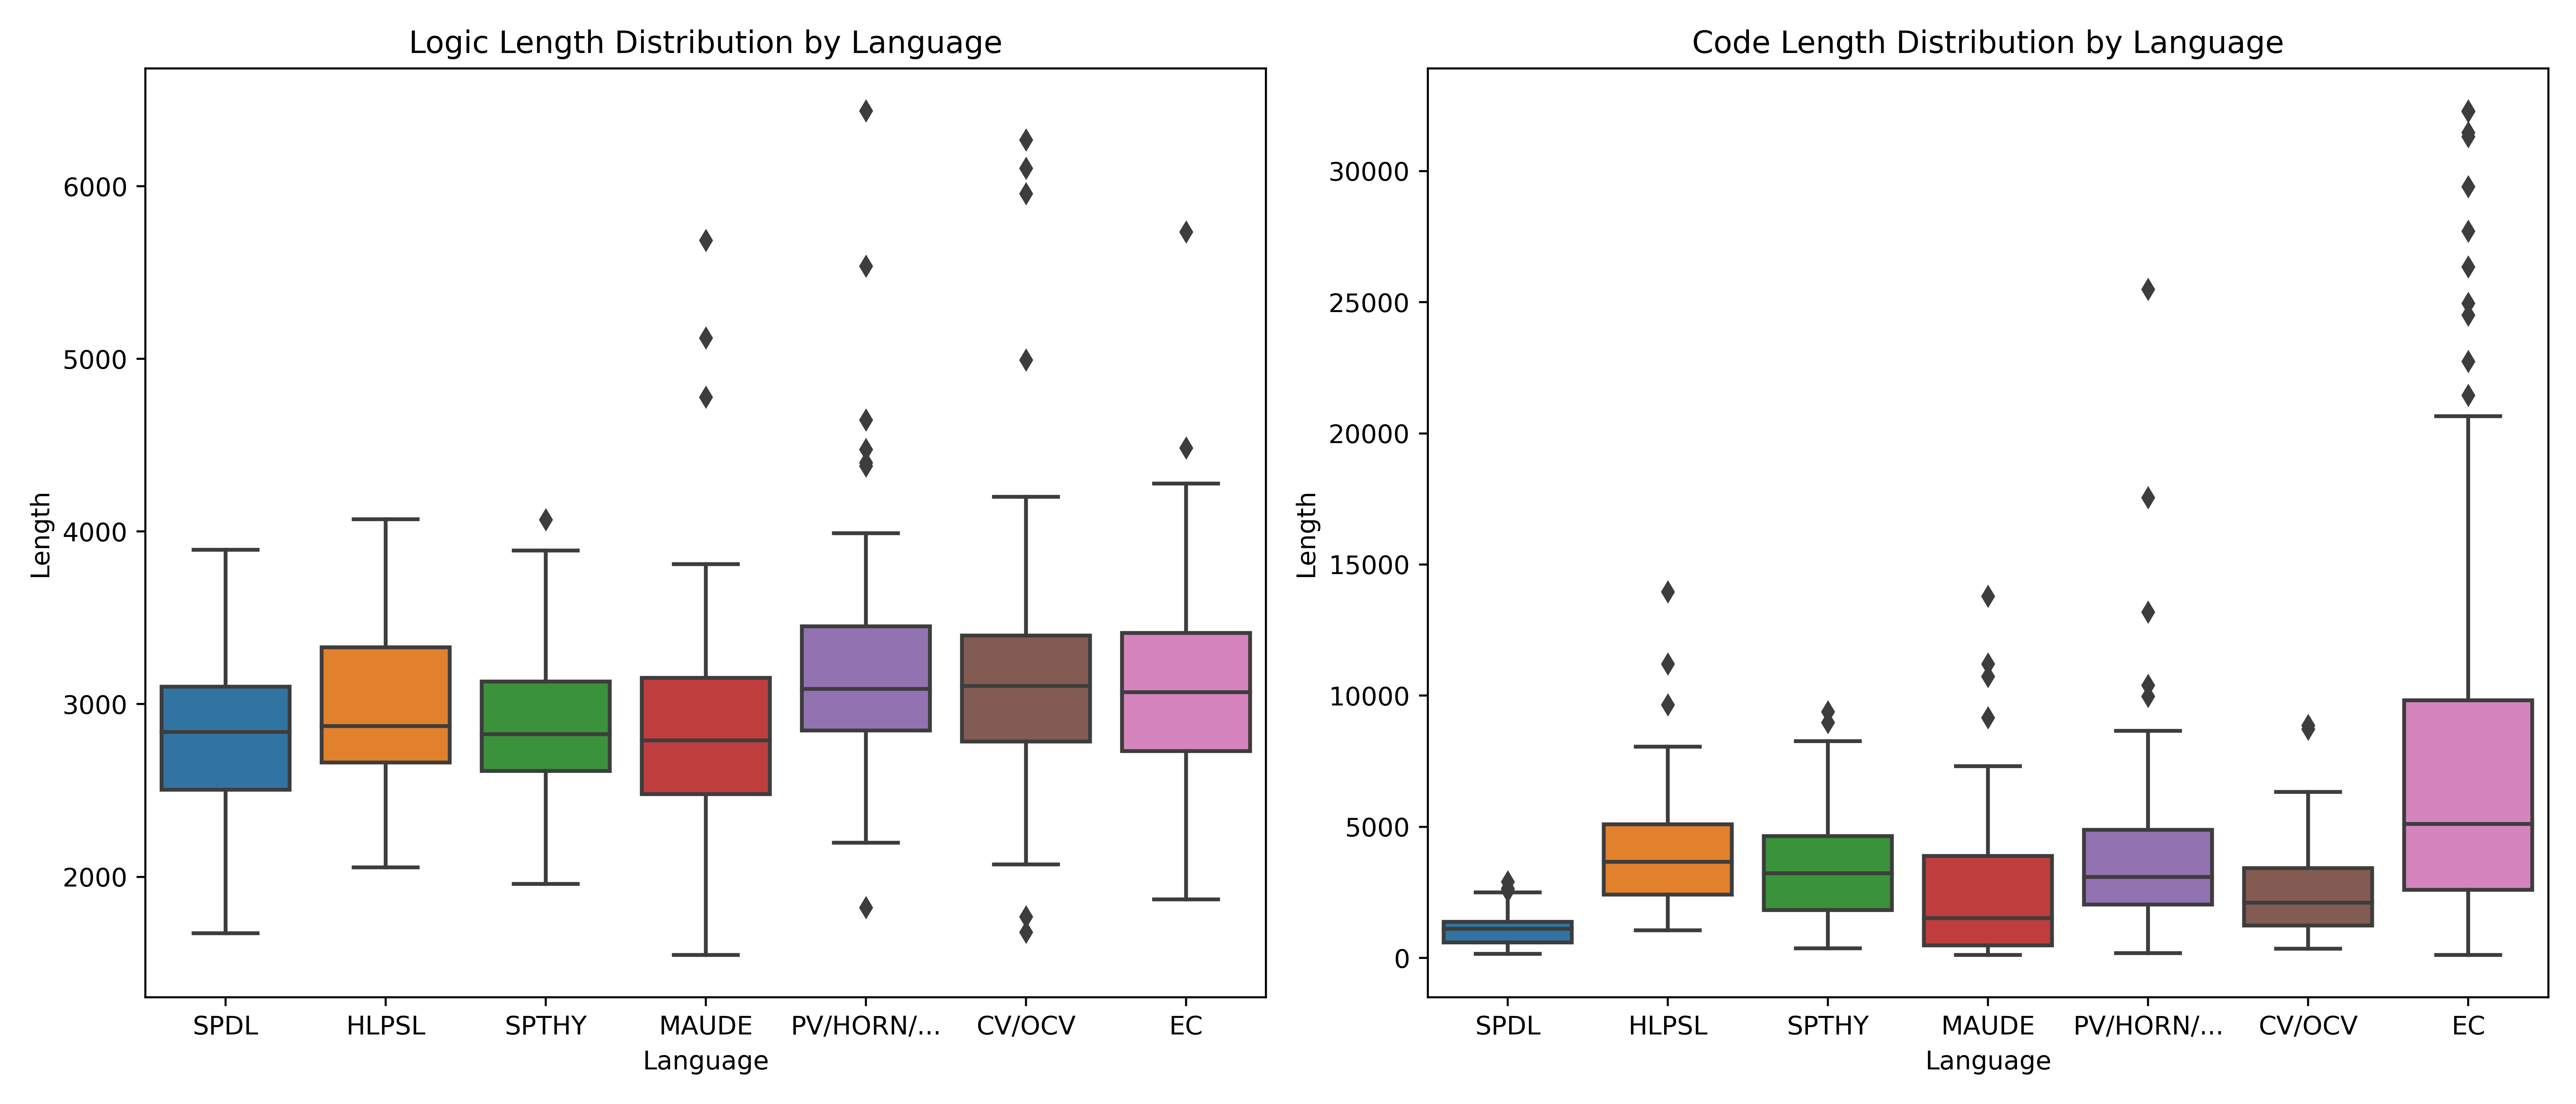 Logic Length Distribution by Language
Length
6000
5000
4000
3000
2000
SPDL HLPSL SPTHY MAUDE PV/HORN/... CV/OCV EC
Language
Code Length Distribution by Language
Length
30000
25000
20000
15000
10000
5000
0
SPDL HLPSL SPTHY MAUDE PV/HORN/... CV/OCV EC
Language